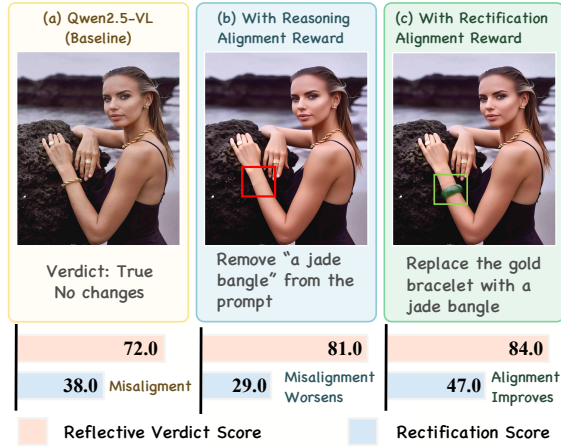 (a) Qwen2.5-VL
(Baseline)
(b) With Reasoning
Alignment Reward
(c) With Rectification
Alignment Reward
Verdict: True
No changes
Remove “a jade
bangle” from the
prompt
Replace the gold
bracelet with a
jade bangle
72.0
38.0 Misaligment
81.0
29.0 Misalignment
Worsens
84.0
47.0 Alignment
Improves
Reflective Verdict Score
Rectification Score